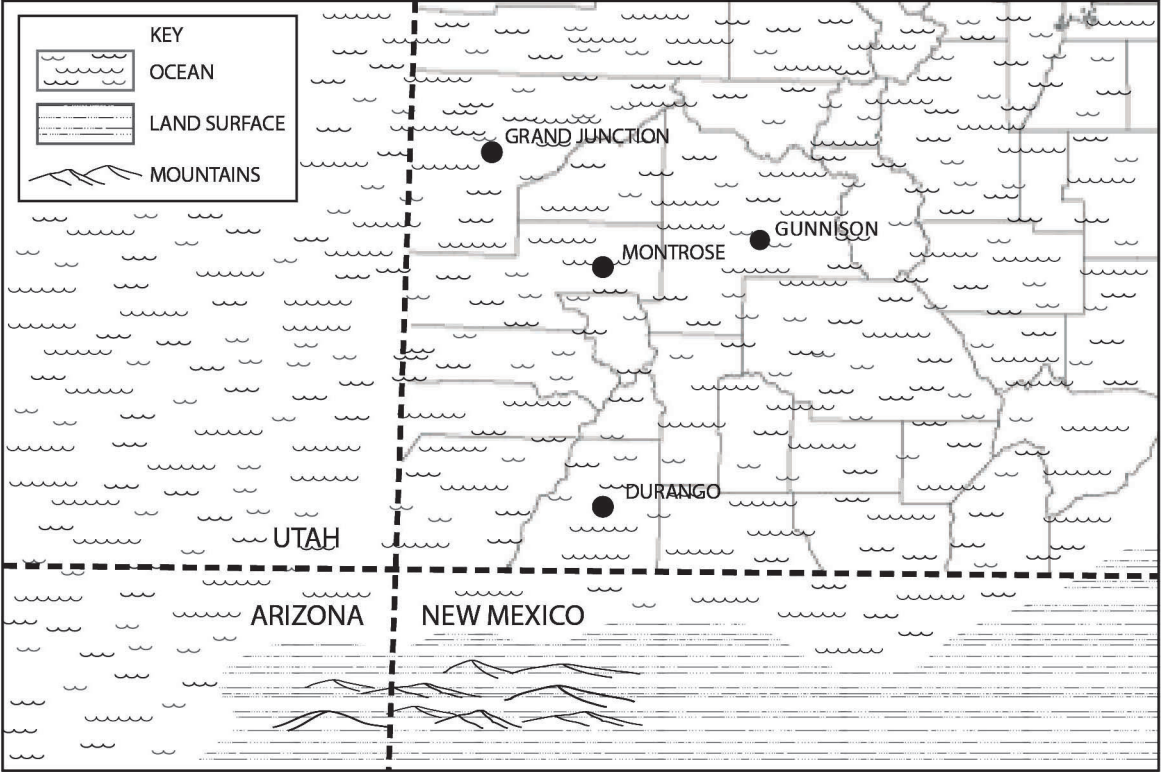 KEY
OCEAN
LAND SURFACE
MOUNTAINS
GRAND JUNCTION
GUNNISON
MONTROSE
DURANGO
UTAH
ARIZONA
NEW MEXICO